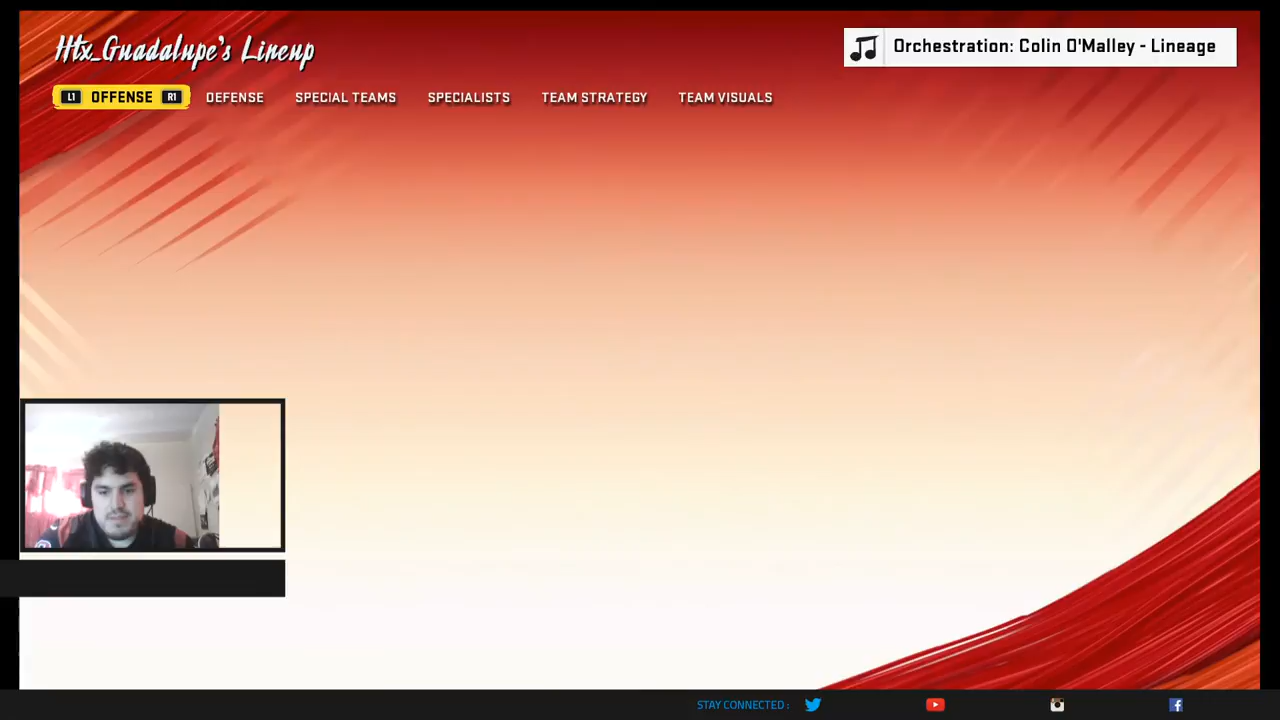 Htx_Guadalupe's Lineup
Orchestration: Colin O'Malley - Lineage
L1 OFFENSE R1 DEFENSE SPECIAL TEAMS SPECIALISTS TEAM STRATEGY TEAM VISUALS
STAY CONNECTED :